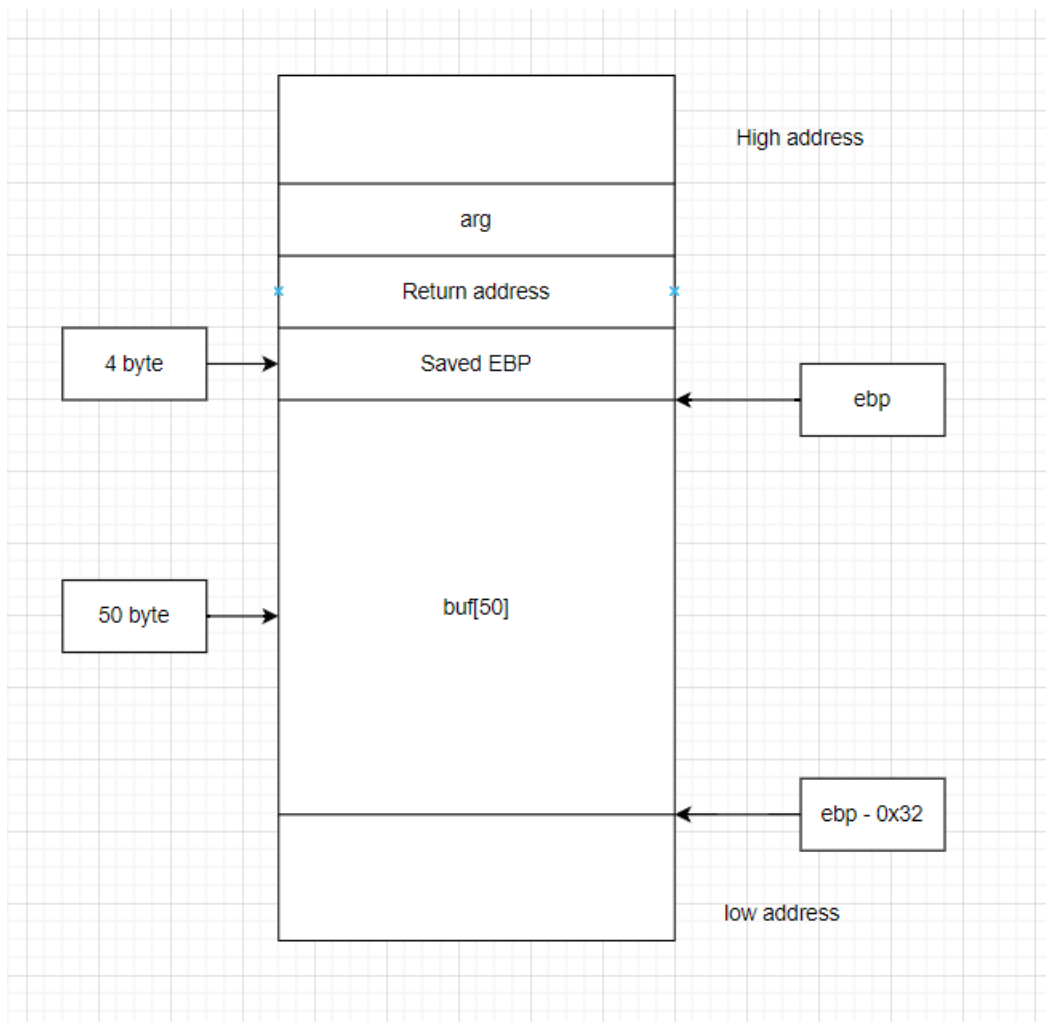 High address
arg
Return address
4 byte
Saved EBP
ebp
50 byte
buf[50]
ebp - 0x32
low address